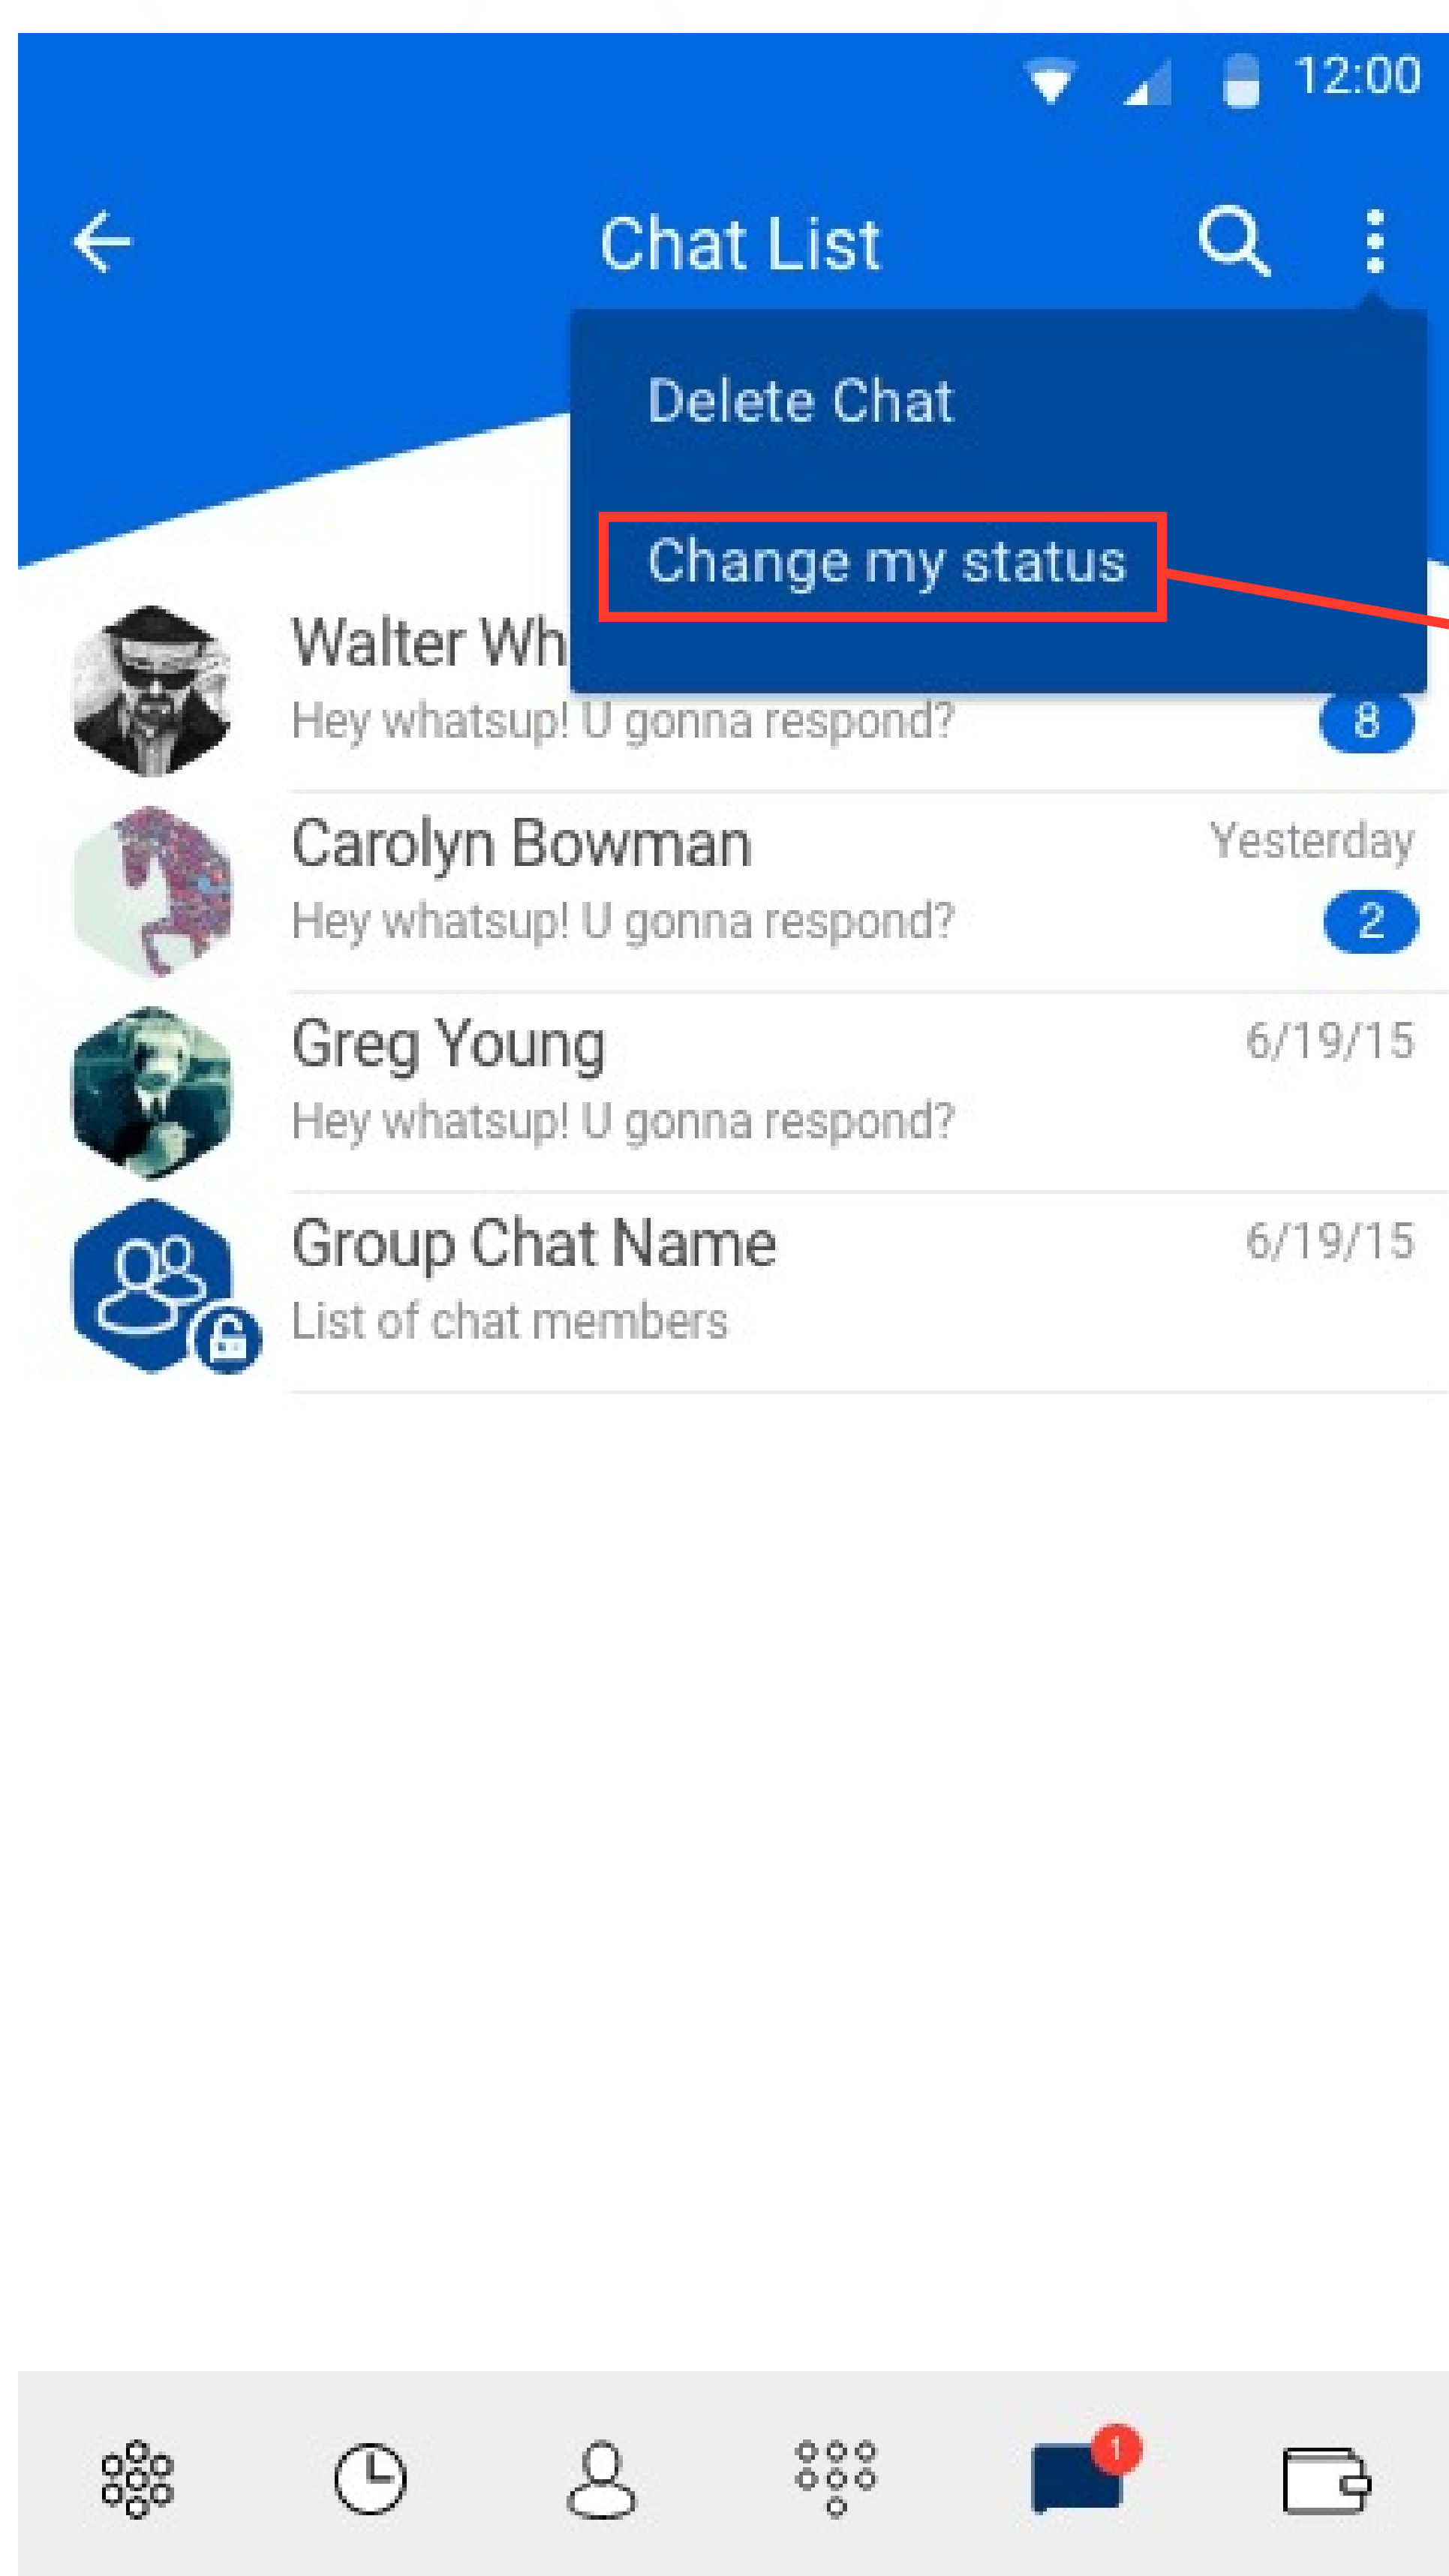 12:00
Chat List
Delete Chat
Change my status
Walter Wh
Hey whatsup! U gonna respond?
8
Carolyn Bowman
Yesterday
Hey whatsup! U gonna respond?
2
Greg Young
6/19/15
Hey whatsup! U gonna respond?
Group Chat Name
6/19/15
List of chat members
1